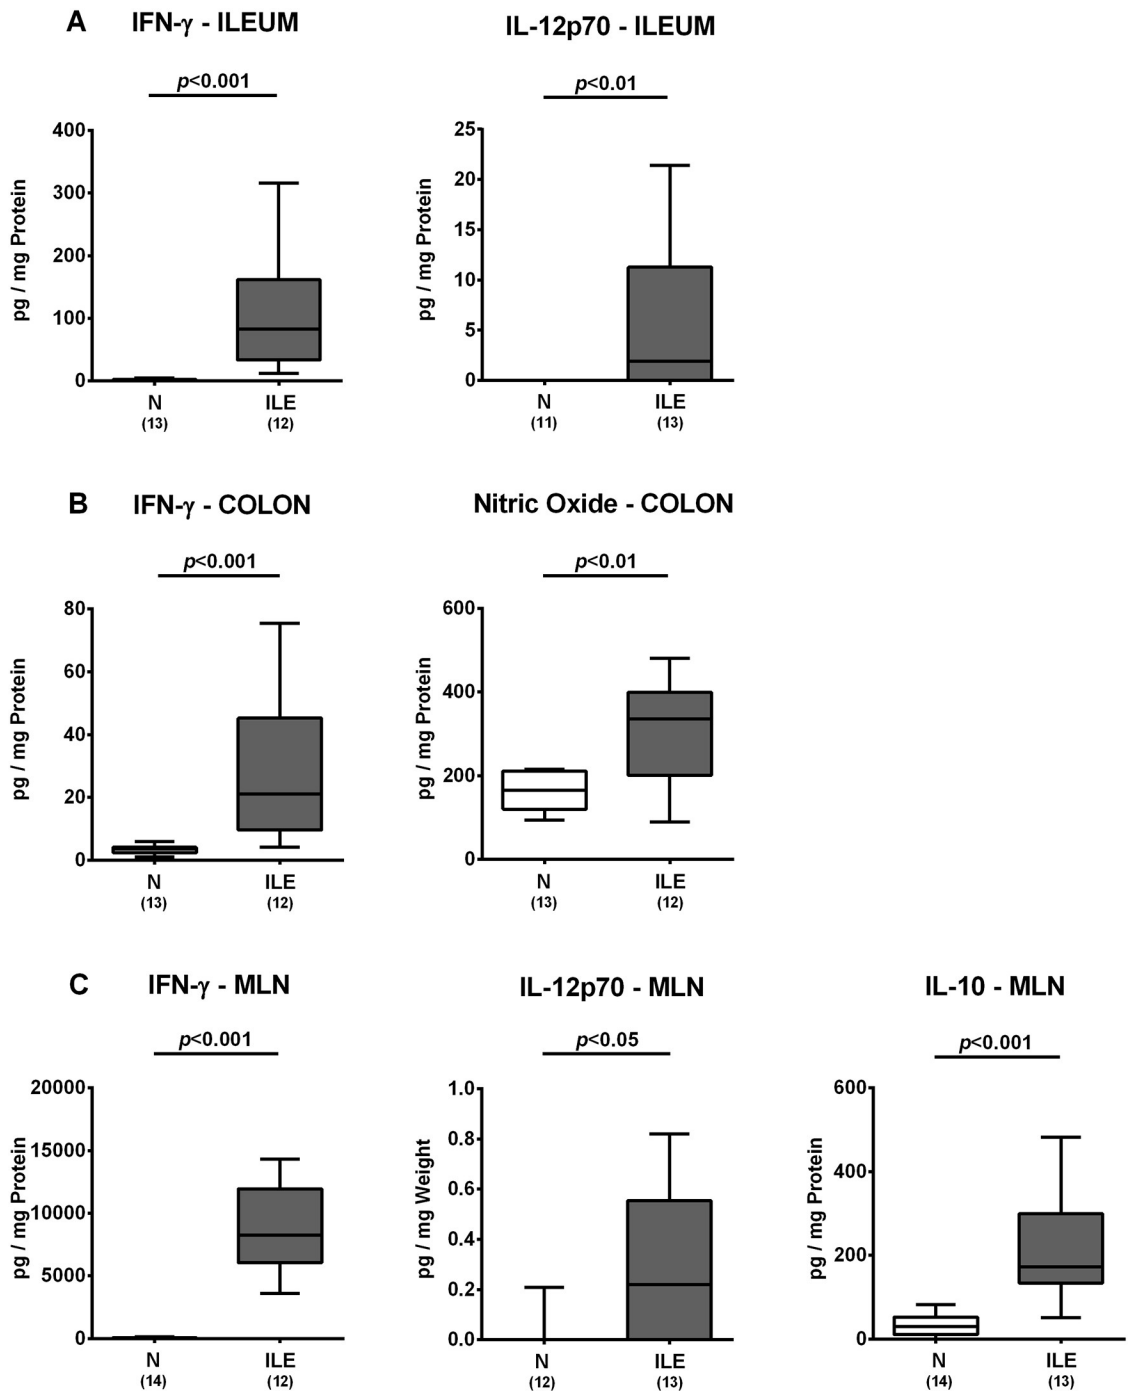 A
IFN-γ - ILEUM
p<0.001
pg / mg Protein
400
300
200
100
0
N
(13)
ILE
(12)
IL-12p70 - ILEUM
p<0.01
pg / mg Protein
25
20
15
10
5
0
N
(11)
ILE
(13)
B
IFN-γ - COLON
p<0.001
pg / mg Protein
80
60
40
20
0
N
(13)
ILE
(12)
Nitric Oxide - COLON
p<0.01
pg / mg Protein
600
400
200
0
N
(13)
ILE
(12)
C
IFN-γ - MLN
p<0.001
pg / mg Protein
20000
15000
10000
5000
0
N
(14)
ILE
(12)
IL-12p70 - MLN
p<0.05
pg / mg Weight
1.0
0.8
0.6
0.4
0.2
0.0
N
(12)
ILE
(13)
IL-10 - MLN
p<0.001
pg / mg Protein
600
400
200
0
N
(14)
ILE
(13)